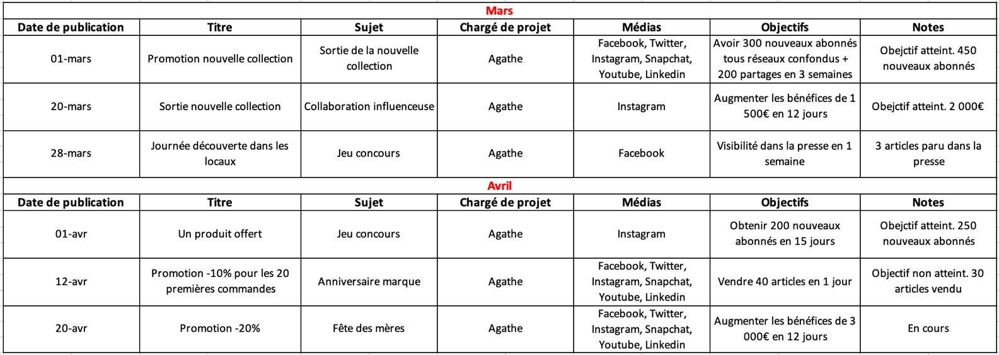 Mars
Date de publication Titre Sujet Chargé de projet Médias Objectifs Notes
01-mars Promotion nouvelle collection Sortie de la nouvelle collection Agathe Facebook, Twitter, Instagram, Snapchat, Youtube, Linkedin Avoir 300 nouveaux abonnés tous réseaux confondus + 200 partages en 3 semaines Obejctif atteint. 450 nouveaux abonnés
20-mars Sortie nouvelle collection Collaboration influenceuse Agathe Instagram Augmenter les bénéfices de 1 500€ en 12 jours Obejctif atteint. 2 000€
28-mars Journée découverte dans les locaux Jeu concours Agathe Facebook Visibilité dans la presse en 1 semaine 3 articles paru dans la presse
Avril
Date de publication Titre Sujet Chargé de projet Médias Objectifs Notes
01-avr Un produit offert Jeu concours Agathe Instagram Obtenir 200 nouveaux abonnés en 15 jours Obejctif atteint. 250 nouveaux abonnés
12-avr Promotion -10% pour les 20 premières commandes Anniversaire marque Agathe Facebook, Twitter, Instagram, Snapchat, Youtube, Linkedin Vendre 40 articles en 1 jour Objectif non atteint. 30 articles vendu
20-avr Promotion -20% Fête des mères Agathe Facebook, Twitter, Instagram, Snapchat, Youtube, Linkedin Augmenter les bénéfices de 3 000€ en 12 jours En cours